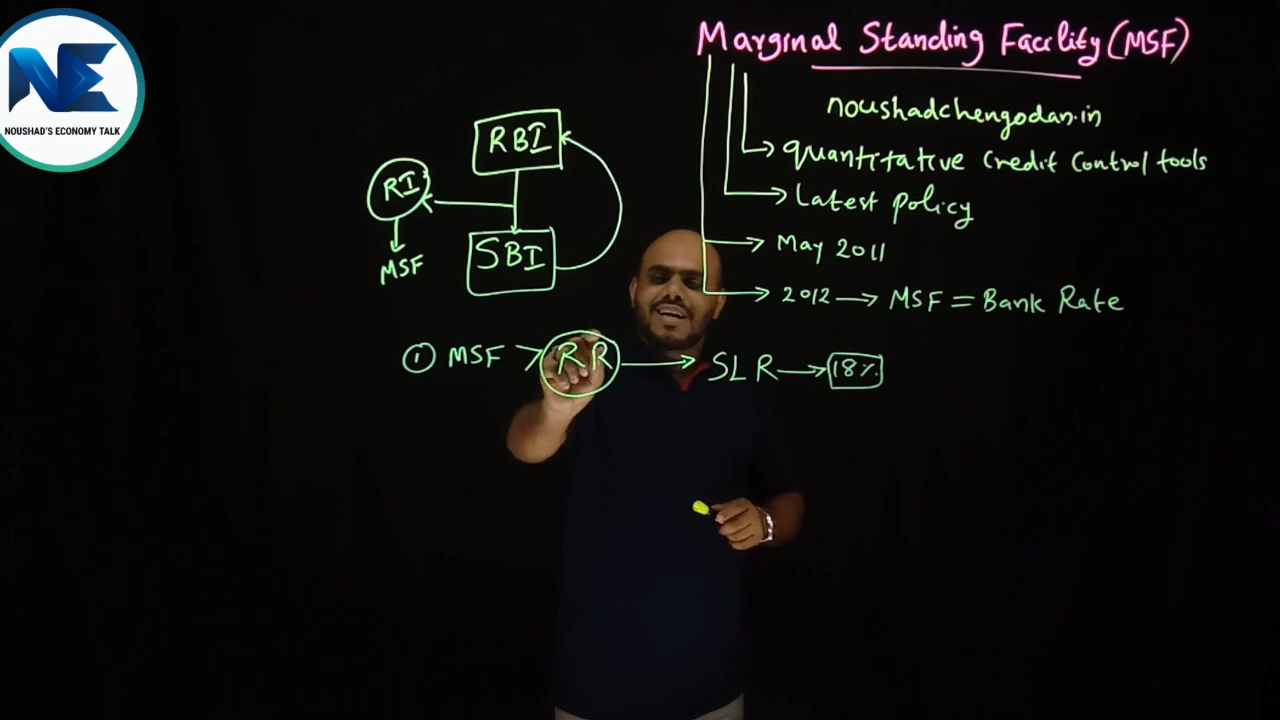 NE
NOUSHAD'S ECONOMY TALK
Marginal Standing Facility (MSF)
noushadchengodan.in
quantitative credit control tools
Latest policy
May 2011
2012 → MSF = Bank Rate
RBI
RI
SBI
MSF
① MSF > RR → SLR → 18%